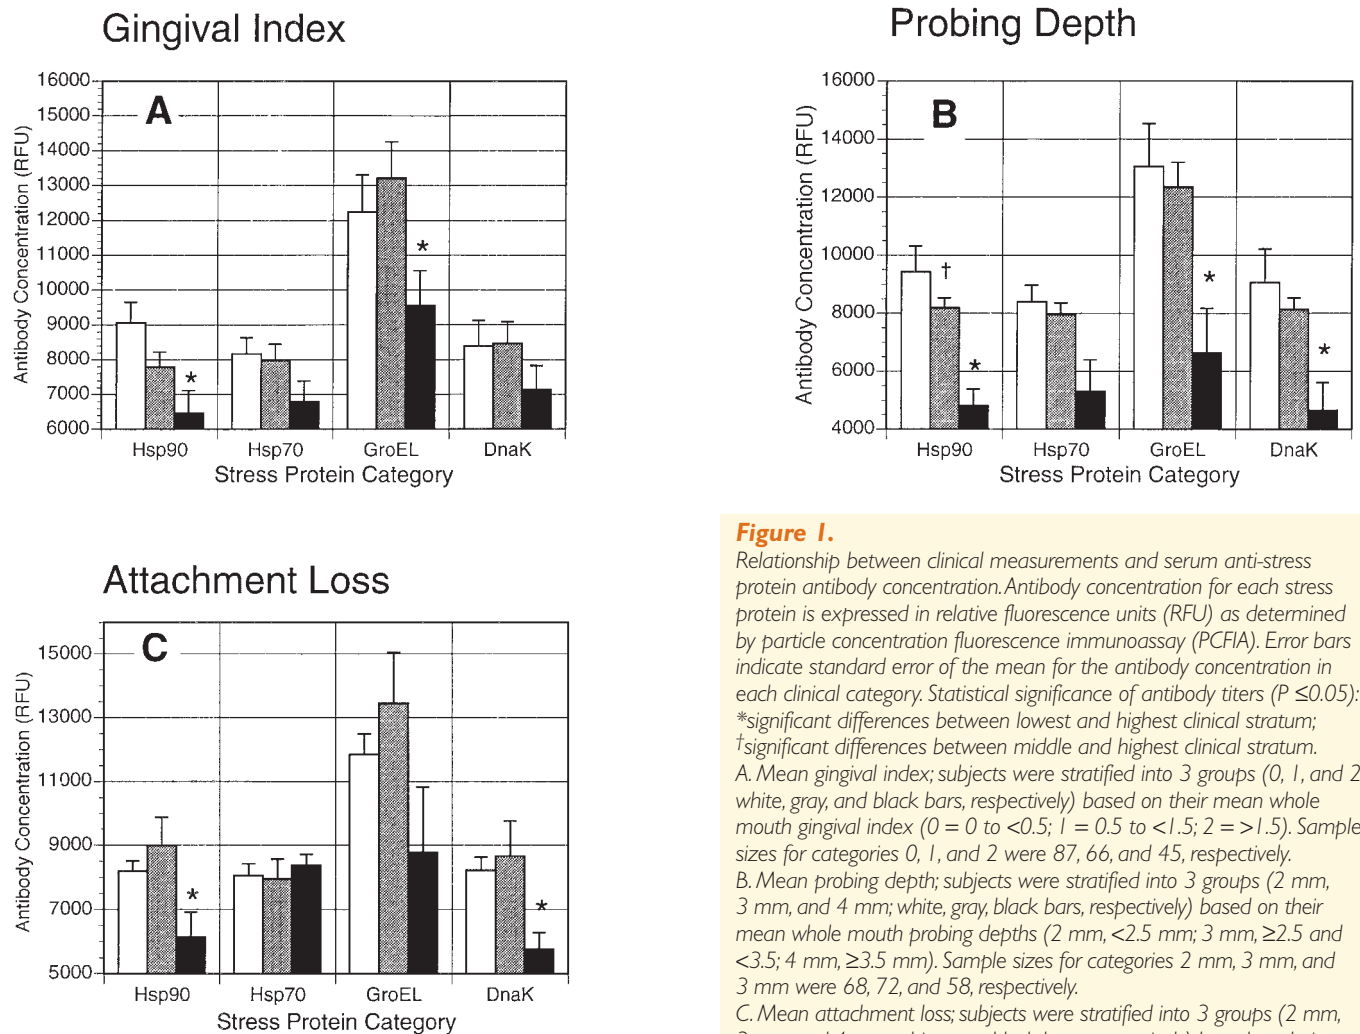 Gingival Index
16000
15000
14000
13000
12000
11000
10000
9000
8000
7000
6000
Antibody Concentration (RFU)
A
*
*
Hsp90 Hsp70 GroEL DnaK
Stress Protein Category
Probing Depth
16000
14000
12000
10000
8000
6000
4000
Antibody Concentration (RFU)
B
†
*
*
*
Hsp90 Hsp70 GroEL DnaK
Stress Protein Category
Attachment Loss
15000
13000
11000
9000
7000
5000
Antibody Concentration (RFU)
C
*
*
Hsp90 Hsp70 GroEL DnaK
Stress Protein Category
Figure 1.
Relationship between clinical measurements and serum anti-stress
protein antibody concentration. Antibody concentration for each stress
protein is expressed in relative fluorescence units (RFU) as determined
by particle concentration fluorescence immunoassay (PCFIA). Error bars
indicate standard error of the mean for the antibody concentration in
each clinical category. Statistical significance of antibody titers (P ≤0.05):
*significant differences between lowest and highest clinical stratum;
†significant differences between middle and highest clinical stratum.
A. Mean gingival index; subjects were stratified into 3 groups (0, 1, and 2
white, gray, and black bars, respectively) based on their mean whole
mouth gingival index (0 = 0 to <0.5; 1 = 0.5 to <1.5; 2 = >1.5). Sample
sizes for categories 0, 1, and 2 were 87, 66, and 45, respectively.
B. Mean probing depth; subjects were stratified into 3 groups (2 mm,
3 mm, and 4 mm; white, gray, black bars, respectively) based on their
mean whole mouth probing depths (2 mm, <2.5 mm; 3 mm, ≥2.5 and
<3.5; 4 mm, ≥3.5 mm). Sample sizes for categories 2 mm, 3 mm, and
3 mm were 68, 72, and 58, respectively.
C. Mean attachment loss; subjects were stratified into 3 groups (2 mm,